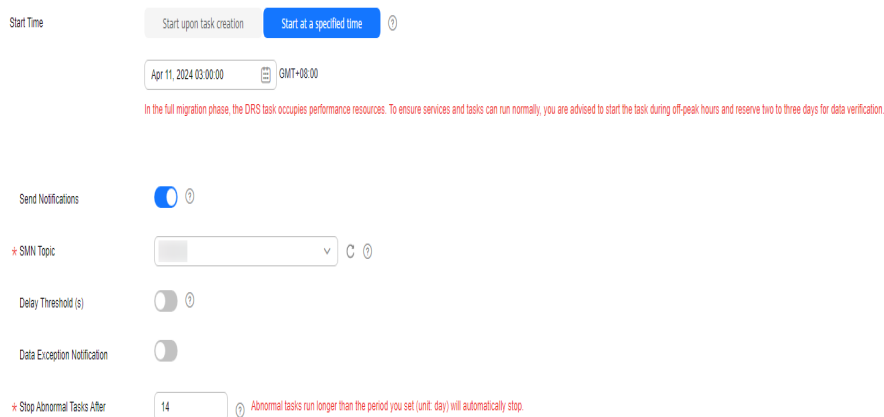 Start Time Start upon task creation Start at a specified time
Apr 11, 2024 03:00:00 GMT+08:00
In the full migration phase, the DRS task occupies performance resources. To ensure services and tasks can run normally, you are advised to start the task during off-peak hours and reserve two to three days for data verification.
Send Notifications
* SMN Topic
Delay Threshold (s)
Data Exception Notification
* Stop Abnormal Tasks After 14 Abnormal tasks run longer than the period you set (unit: day) will automatically stop.